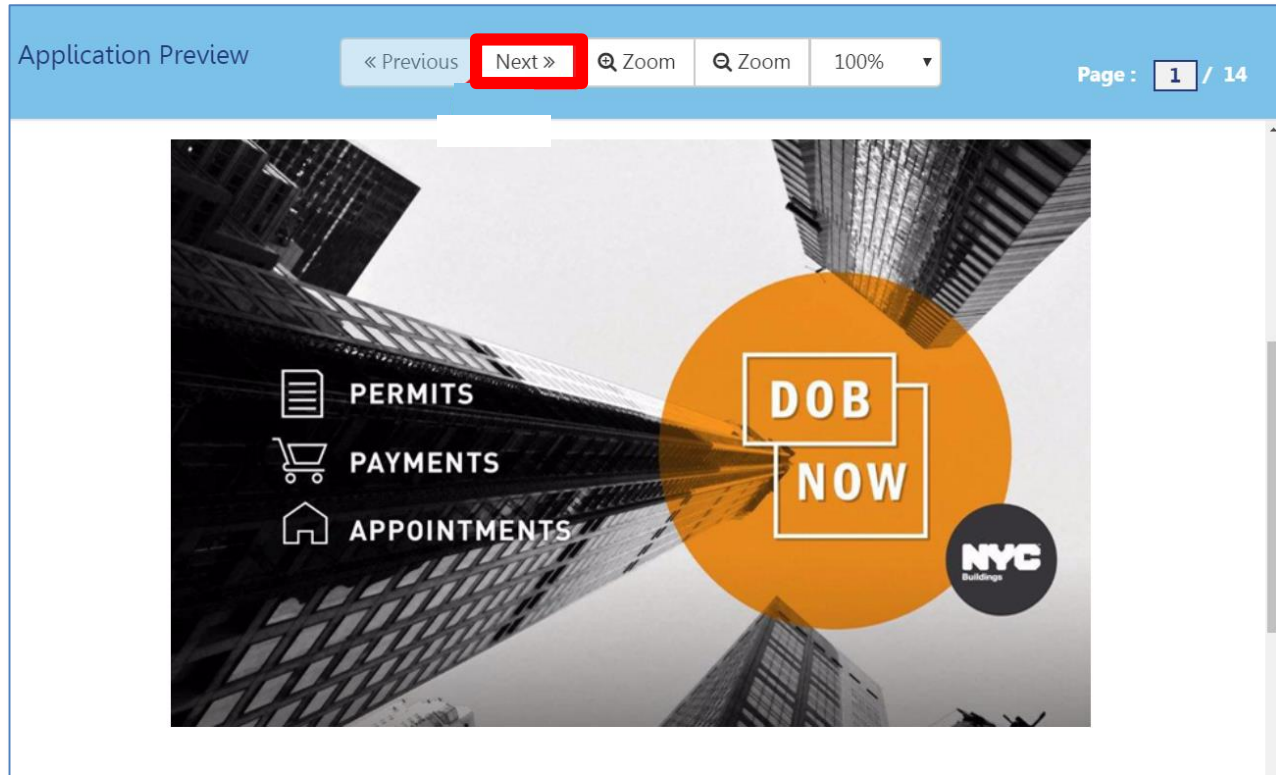 Application Preview
« Previous
Next »
Zoom
Zoom
100%
Page : 1 / 14
PERMITS
PAYMENTS
APPOINTMENTS
DOB
NOW
NYC
Buildings